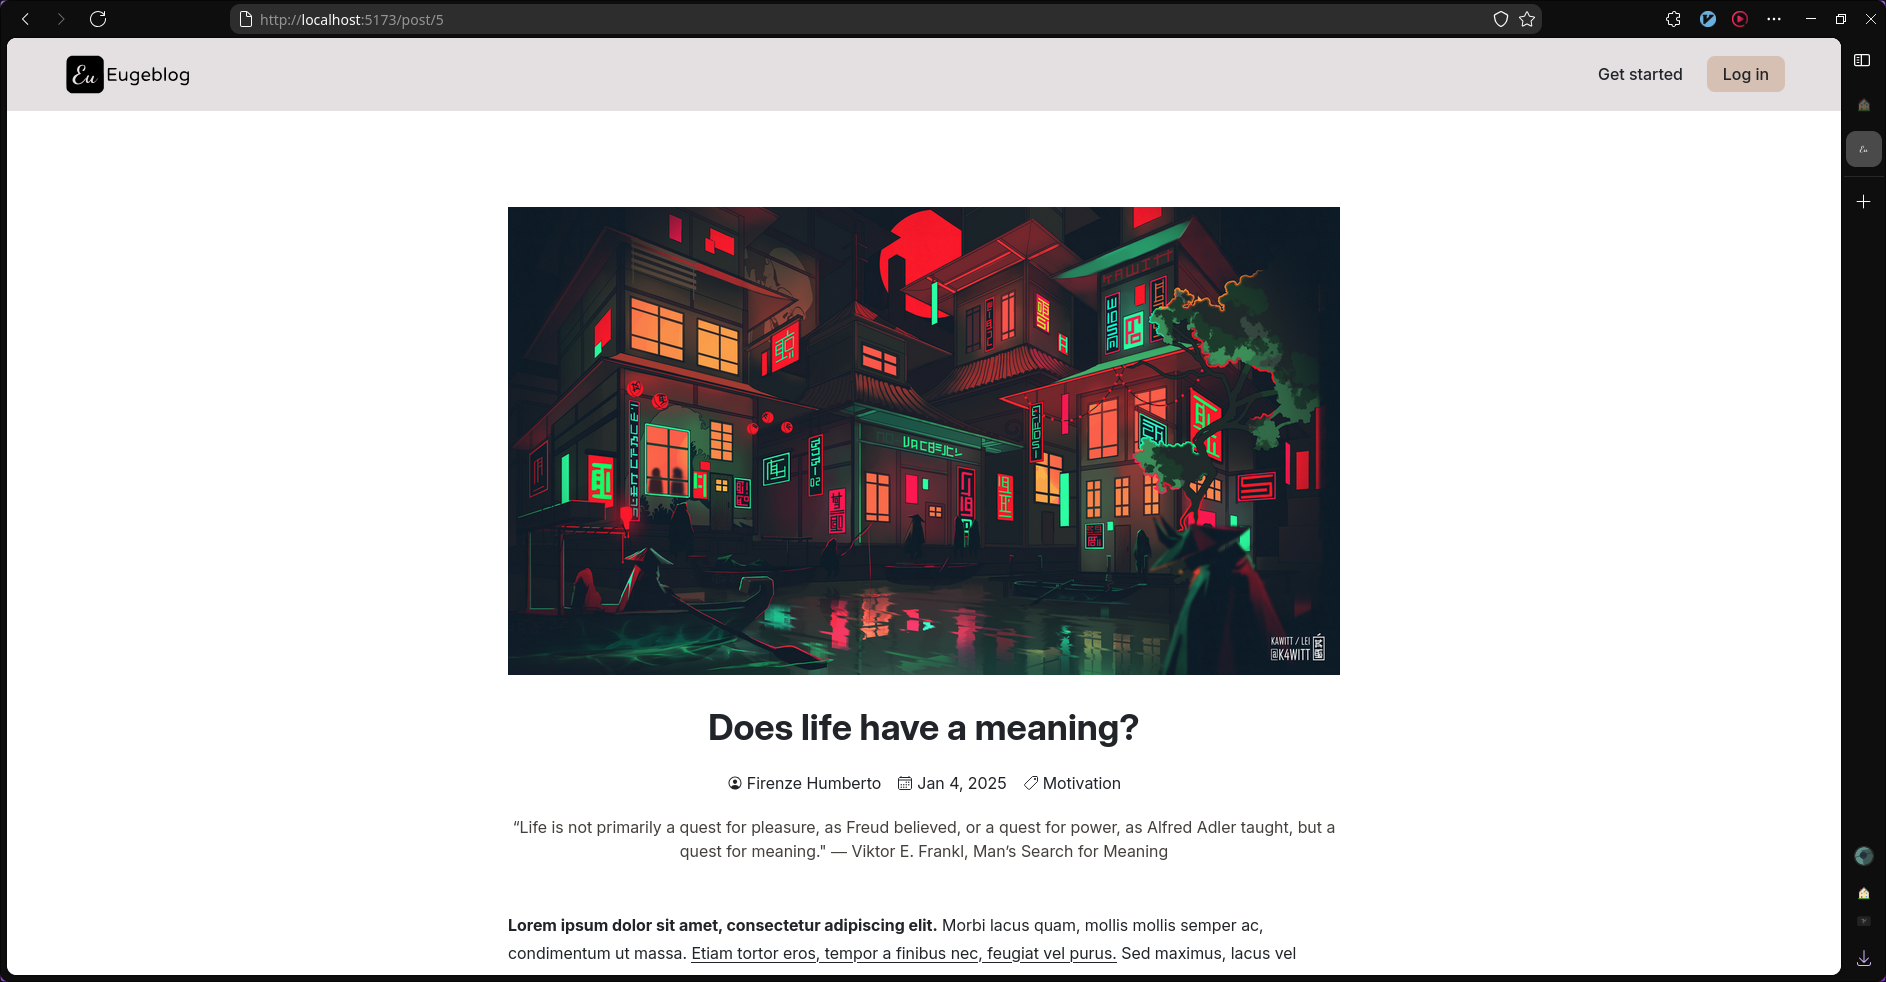 http://localhost:5173/post/5
Eu Eugeblog
Get started
Log in
Eu
KAWITT
KAWITT / LEI
@K4WITT
Does life have a meaning?
Firenze Humberto Jan 4, 2025 Motivation
“Life is not primarily a quest for pleasure, as Freud believed, or a quest for power, as Alfred Adler taught, but a
quest for meaning." — Viktor E. Frankl, Man’s Search for Meaning
Lorem ipsum dolor sit amet, consectetur adipiscing elit. Morbi lacus quam, mollis mollis semper ac,
condimentum ut massa. Etiam tortor eros, tempor a finibus nec, feugiat vel purus. Sed maximus, lacus vel